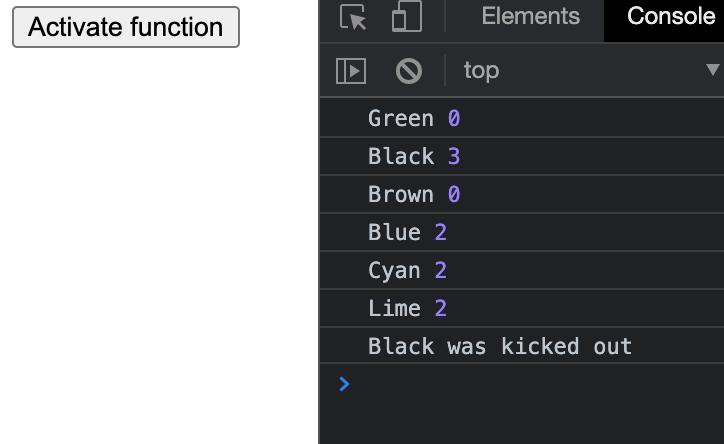 Activate function
Elements Console
top
Green 0
Black 3
Brown 0
Blue 2
Cyan 2
Lime 2
Black was kicked out